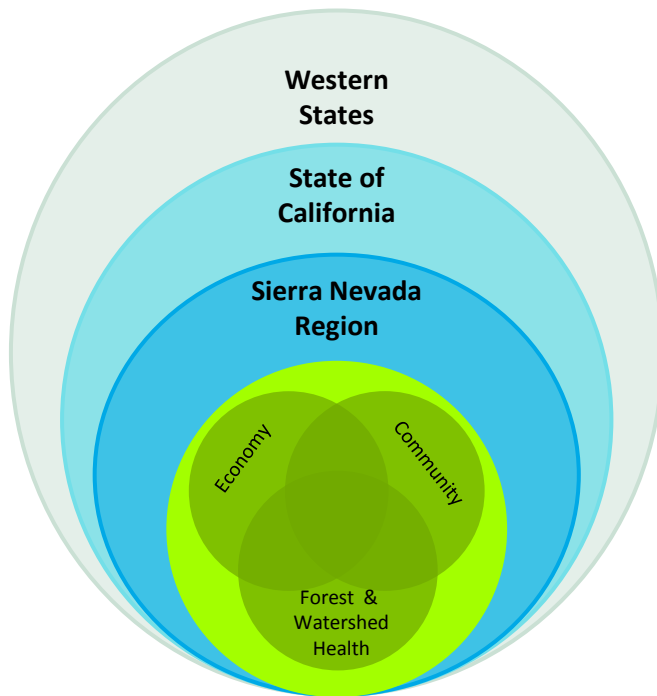 Western
States
State of
California
Sierra Nevada
Region
Economy
Community
Forest &
Watershed
Health